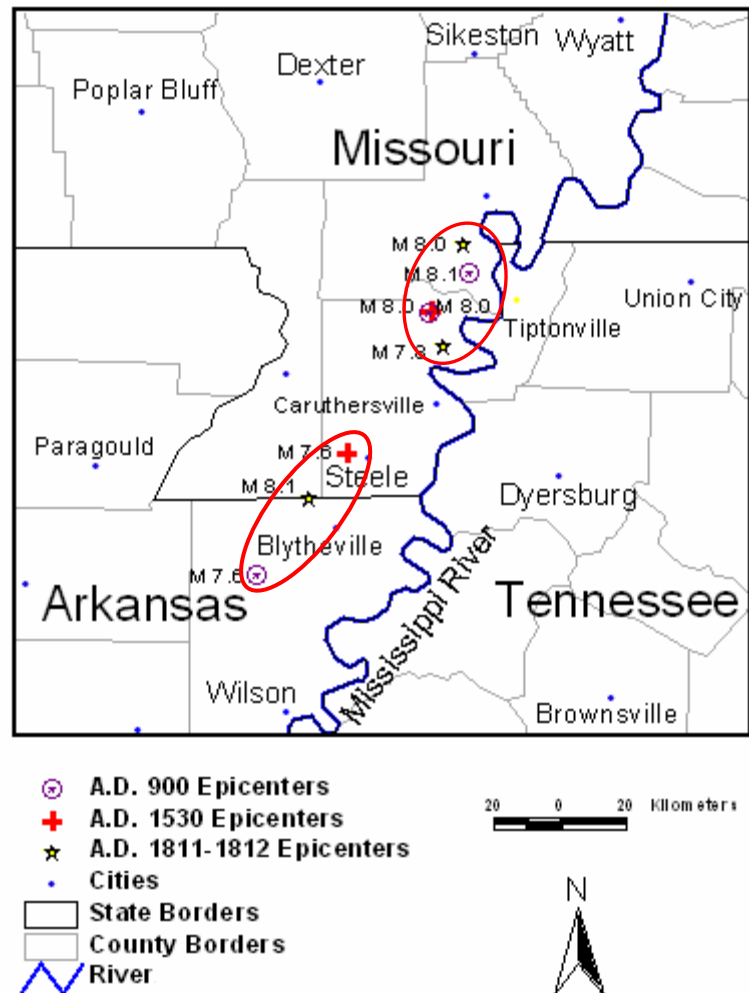 Sikeston
Wyatt
Dexter
Poplar Bluff
Missouri
M 8.0
M 8.1
M 8.0
M 8.0
Union City
Tiptonville
M 7.8
Caruthersville
Paragould
M 7.6
Steele
M 8.1
Dyersburg
Blytheville
M 7.6
Arkansas
Tennessee
Mississippi River
Wilson
Brownsville
A.D. 900 Epicenters
A.D. 1530 Epicenters
A.D. 1811-1812 Epicenters
Cities
State Borders
County Borders
River
20 0 20 Kilometers
N